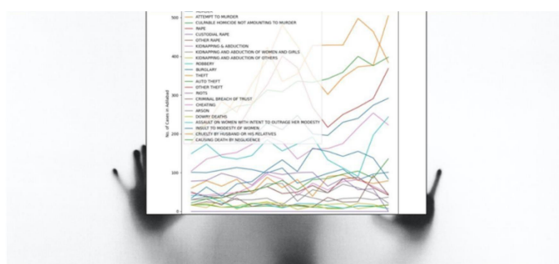 500
400
300
200
100
0
No. of Cases in Allahabad
ATTEMPT TO MURDER
CULPABLE HOMICIDE NOT AMOUNTING TO MURDER
RAPE
CUSTODIAL RAPE
OTHER RAPE
KIDNAPPING & ABDUCTION
KIDNAPPING AND ABDUCTION OF WOMEN AND GIRLS
KIDNAPPING AND ABDUCTION OF OTHERS
ROBBERY
BURGLARY
THEFT
AUTO THEFT
OTHER THEFT
RIOTS
CRIMINAL BREACH OF TRUST
CHEATING
ARSON
DOWRY DEATHS
ASSAULT ON WOMEN WITH INTENT TO OUTRAGE HER MODESTY
INSULT TO MODESTY OF WOMEN
CRUELTY BY HUSBAND OR HIS RELATIVES
CAUSING DEATH BY NEGLIGENCE